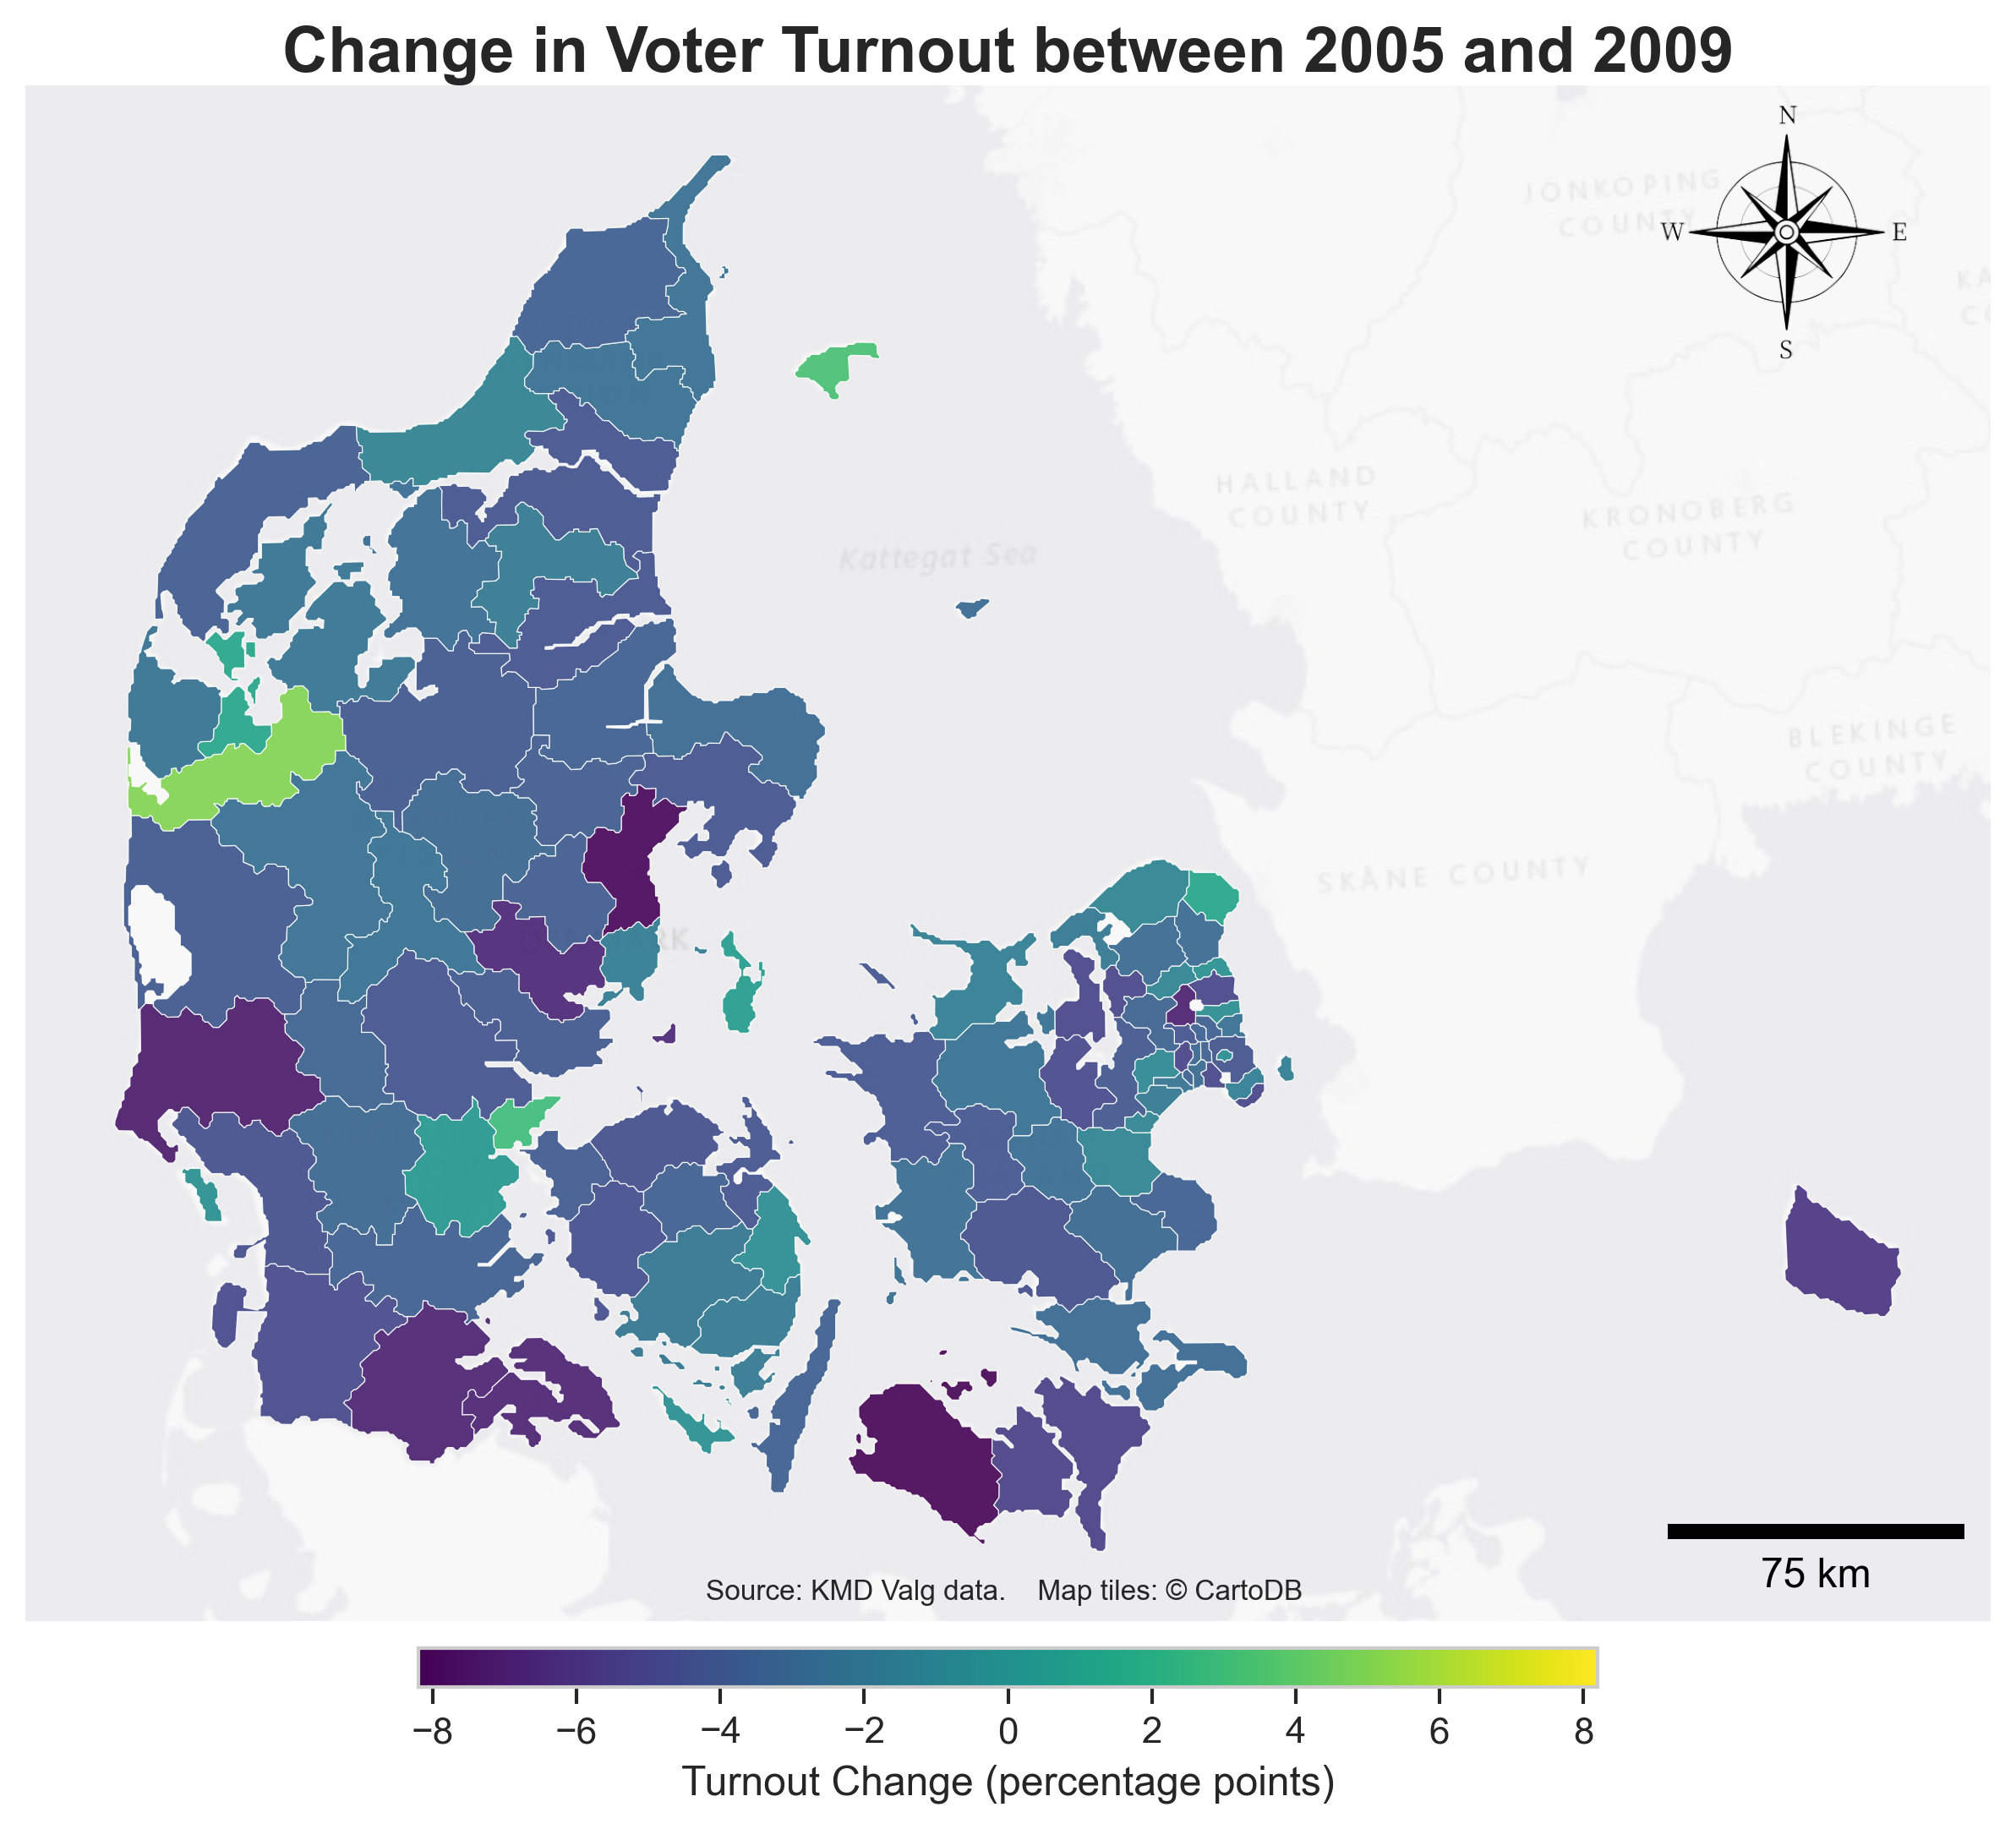 Change in Voter Turnout between 2005 and 2009
N
JÖNKÖPING
COUNTY
W
E
S
HALLAND
COUNTY
KRONOBERG
COUNTY
Kattegat Sea
BLEKINGE
COUNTY
SKÅNE COUNTY
75 km
Source: KMD Valg data. Map tiles: © CartoDB
−8 −6 −4 −2 0 2 4 6 8
Turnout Change (percentage points)